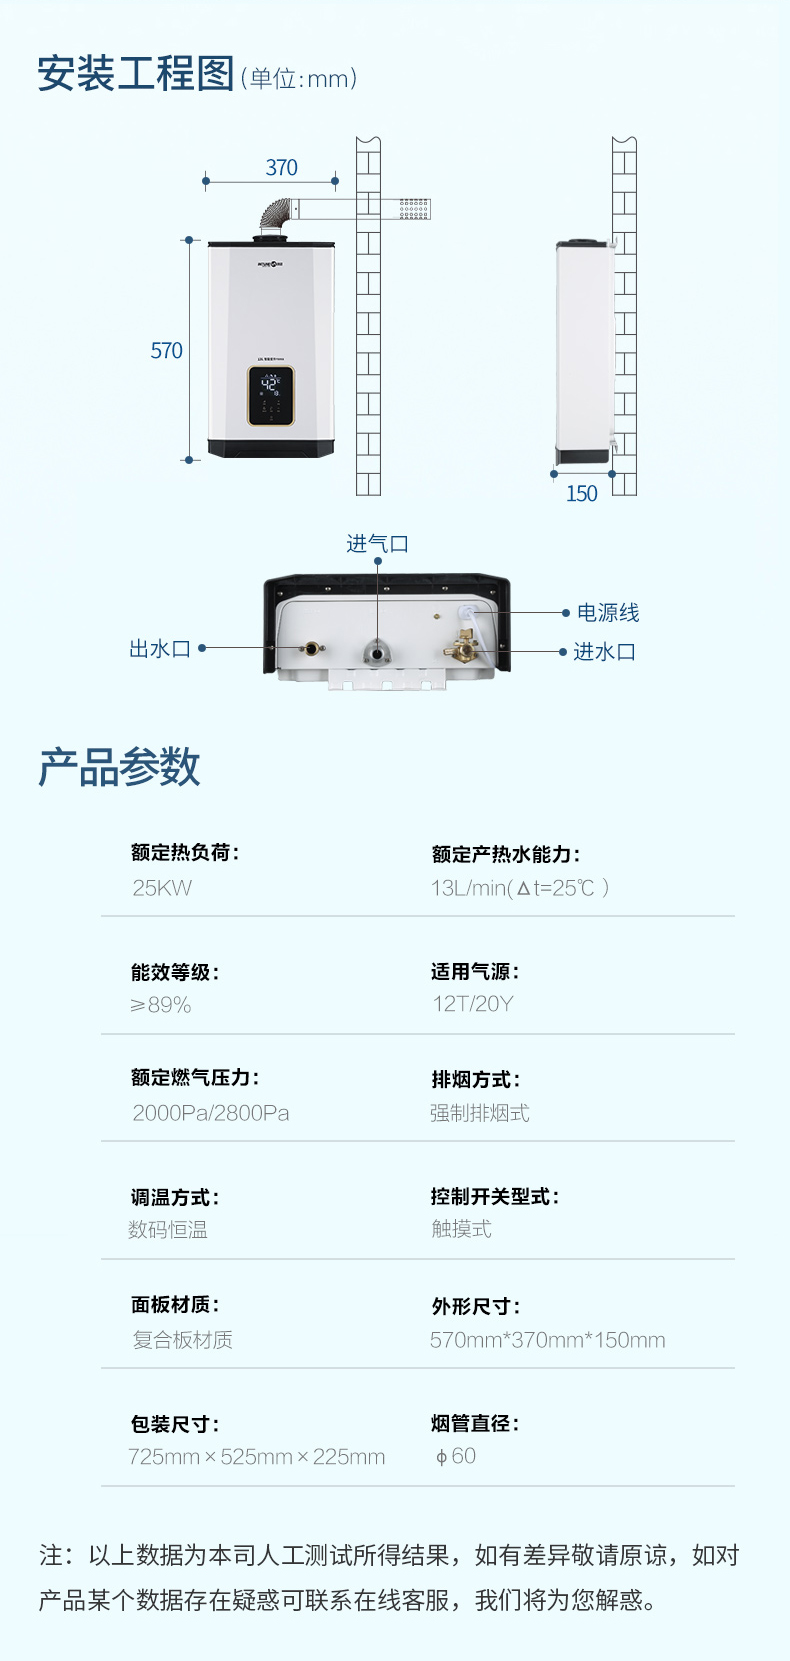 安装工程图(单位:mm)
370
570
42℃
150
进气口
电源线
出水口
进水口
产品参数
额定热负荷：
额定产热水能力：
25KW
13L/min(Δt=25℃ )
能效等级：
适用气源：
≥89%
12T/20Y
额定燃气压力：
排烟方式：
2000Pa/2800Pa
强制排烟式
调温方式：
控制开关型式：
数码恒温
触摸式
面板材质：
外形尺寸：
复合板材质
570mm*370mm*150mm
包装尺寸：
烟管直径：
725mm×525mm×225mm
ф60
注：以上数据为本司人工测试所得结果，如有差异敬请原谅，如对
产品某个数据存在疑惑可联系在线客服，我们将为您解惑。